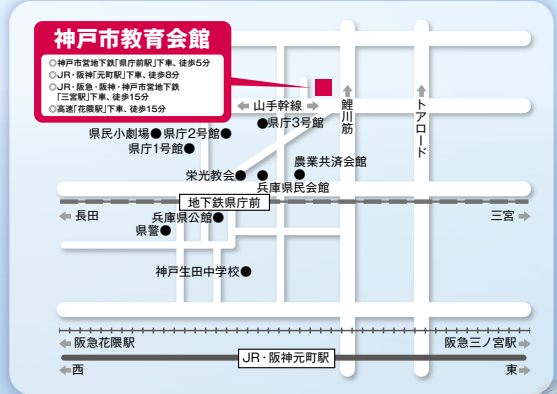 神戸市教育会館
◎神戸市営地下鉄「県庁前駅」下車、徒歩5分
◎JR・阪神「元町駅」下車、徒歩8分
◎JR・阪急・阪神・神戸市営地下鉄
「三宮駅」下車、徒歩15分
◎高速「花隈駅」下車、徒歩15分
山手幹線
鯉川筋
トアロード
県庁3号館
県民小劇場
県庁2号館
県庁1号館
農業共済会館
栄光教会
兵庫県民会館
地下鉄県庁前
長田
三宮
兵庫県公館
県警
神戸生田中学校
阪急花隈駅
阪急三ノ宮駅
JR・阪神元町駅
西
東